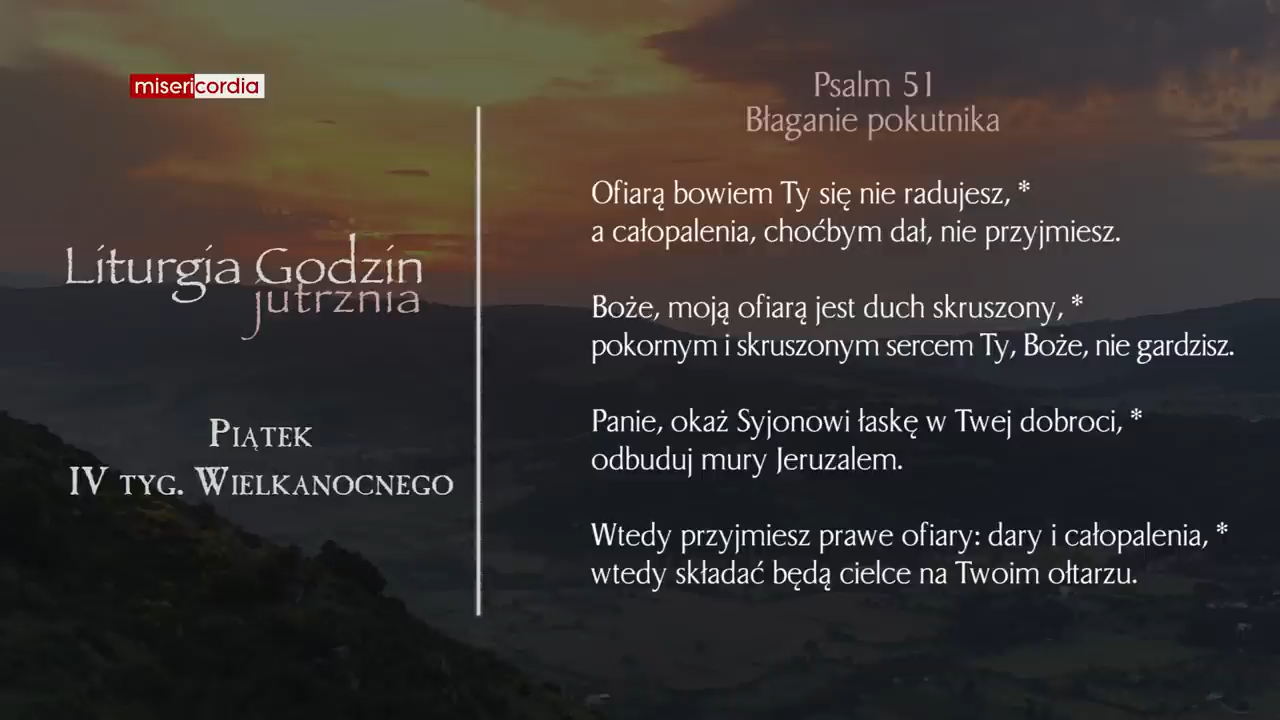 misericordia
Liturgia Godzin
jutrznia
Piątek
IV tyg. Wielkanocnego
Psalm 51
Błaganie pokutnika
Ofiarą bowiem Ty się nie radujesz, *
a całopalenia, choćbym dał, nie przyjmiesz.
Boże, moją ofiarą jest duch skruszony, *
pokornym i skruszonym sercem Ty, Boże, nie gardzisz.
Panie, okaż Syjonowi łaskę w Twej dobroci, *
odbuduj mury Jeruzalem.
Wtedy przyjmiesz prawe ofiary: dary i całopalenia, *
wtedy składać będą cielce na Twoim ołtarzu.